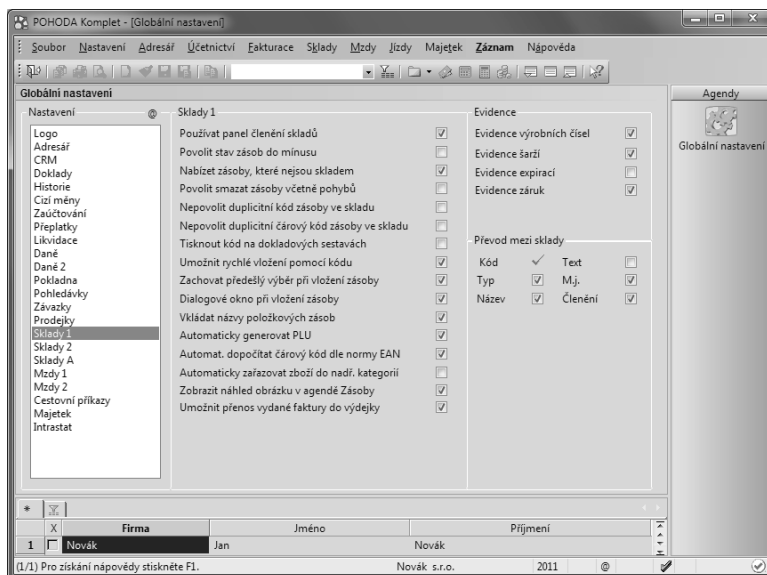 POHODA Komplet - [Globální nastavení]
Soubor Nastavení Adresář Účetnictví Fakturace Sklady Mzdy Jízdy Majetek Záznam Nápověda
Globální nastavení
Agendy
Globální nastavení
Nastavení @
Logo
Adresář
CRM
Doklady
Historie
Cizí měny
Zaúčtování
Přeplatky
Likvidace
Daně
Daně 2
Pokladna
Pohledávky
Závazky
Prodejky
Sklady 1
Sklady 2
Sklady A
Mzdy 1
Mzdy 2
Cestovní příkazy
Majetek
Intrastat
Sklady 1
Používat panel členění skladů
Povolit stav zásob do mínusu
Nabízet zásoby, které nejsou skladem
Povolit smazat zásoby včetně pohybů
Nepovolit duplicitní kód zásoby ve skladu
Nepovolit duplicitní čárový kód zásoby ve skladu
Tisknout kód na dokladových sestavách
Umožnit rychlé vložení pomocí kódu
Zachovat předešlý výběr při vložení zásoby
Dialogové okno při vložení zásoby
Vkládat názvy položkových zásob
Automaticky generovat PLU
Automat. dopočítat čárový kód dle normy EAN
Automaticky zařazovat zboží do nadř. kategorií
Zobrazit náhled obrázku v agendě Zásoby
Umožnit přenos vydané faktury do výdejky
Evidence
Evidence výrobních čísel
Evidence šarží
Evidence expirací
Evidence záruk
Převod mezi sklady
Kód Text
Typ M.j.
Název Členění
*
X Firma Jméno Příjmení
1 Novák Jan Novák
(1/1) Pro získání nápovědy stiskněte F1. Novák s.r.o. 2011 @